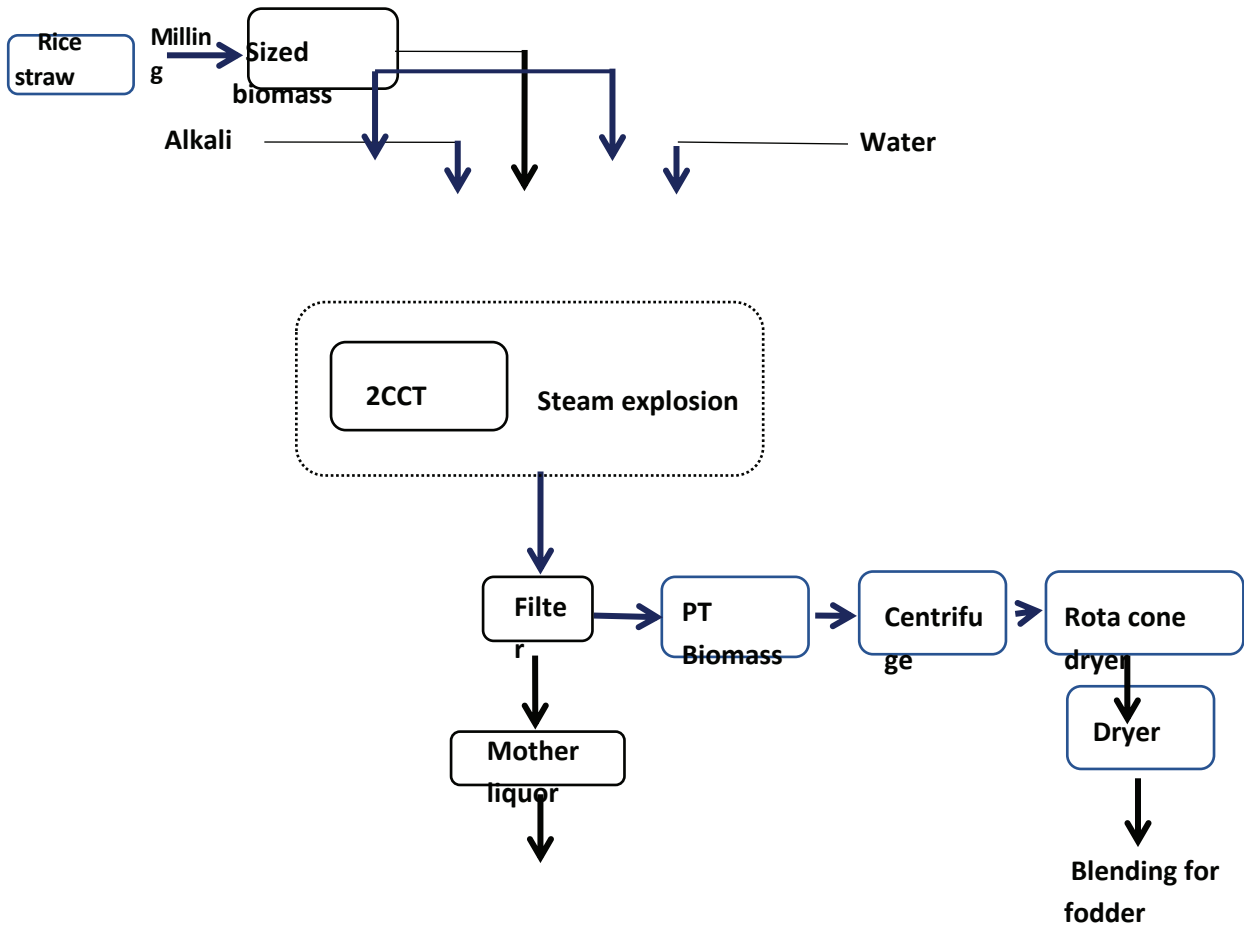 Rice
straw
Millin
g
Sized
biomass
Alkali
Water
2CCT
Steam explosion
Filte
r
PT
Biomass
Centrifu
ge
Rota cone
dryer
Mother
liquor
Dryer
Blending for
fodder